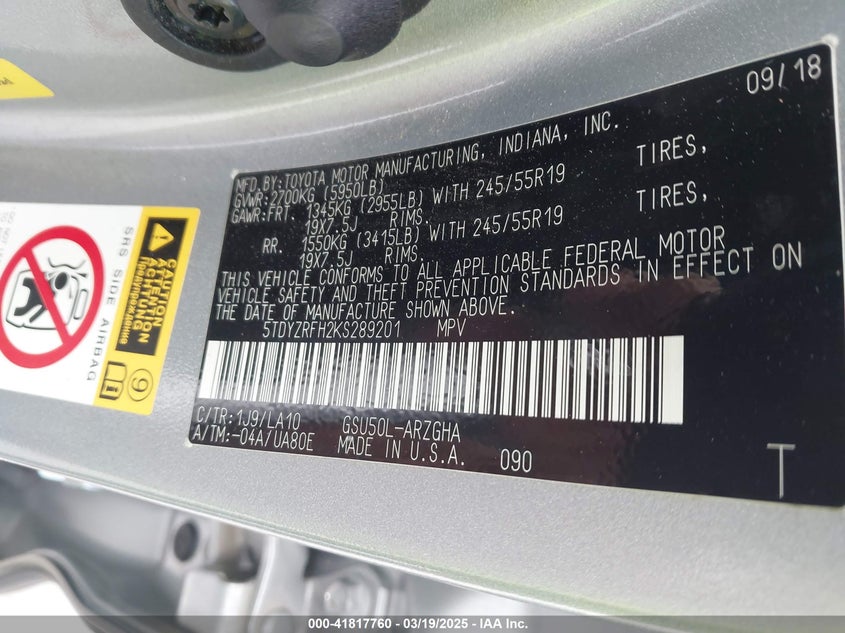 09/18
MFD.BY:TOYOTA MOTOR MANUFACTURING, INDIANA, INC.
GVWR:2700KG (5950LB)
GAWR:FRT. 1345KG (2955LB) WITH 245/55R19 TIRES,
19X7.5J RIMS.
RR. 1550KG (3415LB) WITH 245/55R19 TIRES,
19X7.5J RIMS.
THIS VEHICLE CONFORMS TO ALL APPLICABLE FEDERAL MOTOR
VEHICLE SAFETY AND THEFT PREVENTION STANDARDS IN EFFECT ON
THE DATE OF MANUFACTURE SHOWN ABOVE.
5TDYZRFH2KS289201 MPV
C/TR:1J9/LA10 GSU50L-ARZGHA
A/TM:-04A/UA80E MADE IN U.S.A. 090
T
SRS SIDE AIRBAG
CAUTION
ACHTUNG
Предупреждение
9
000-41817760 — 03/19/2025 — IAA Inc.